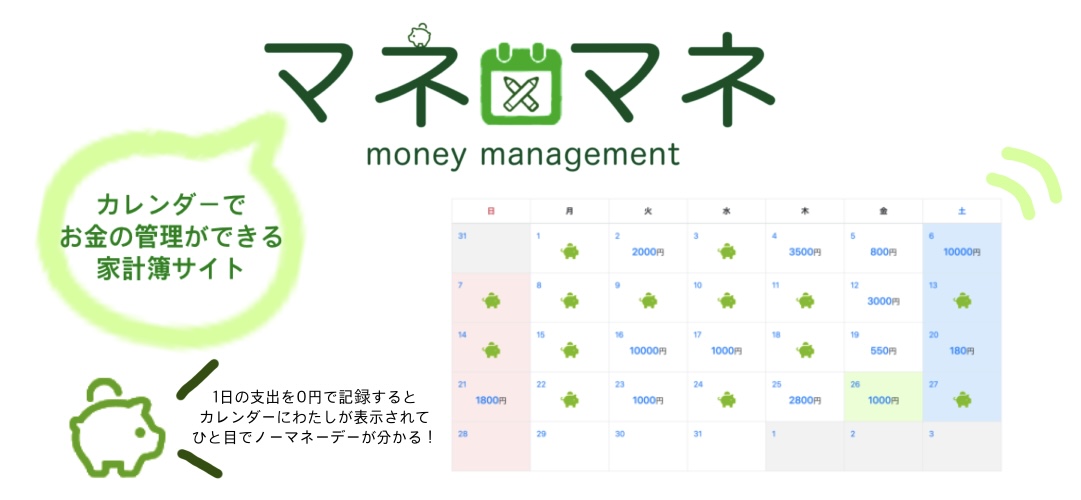 マネマネ
money management
カレンダーで
お金の管理ができる
家計簿サイト
1日の支出を0円で記録すると
カレンダーにわたしが表示されて
ひと目でノーマネーデーが分かる！
日 月 火 水 木 金 土
31 1 2 3 4 5 6
2000円 3500円 800円 10000円
7 8 9 10 11 12 13
3000円
14 15 16 17 18 19 20
10000円 1000円 550円 180円
21 22 23 24 25 26 27
1800円 1000円 2800円 1000円
28 29 30 31 1 2 3